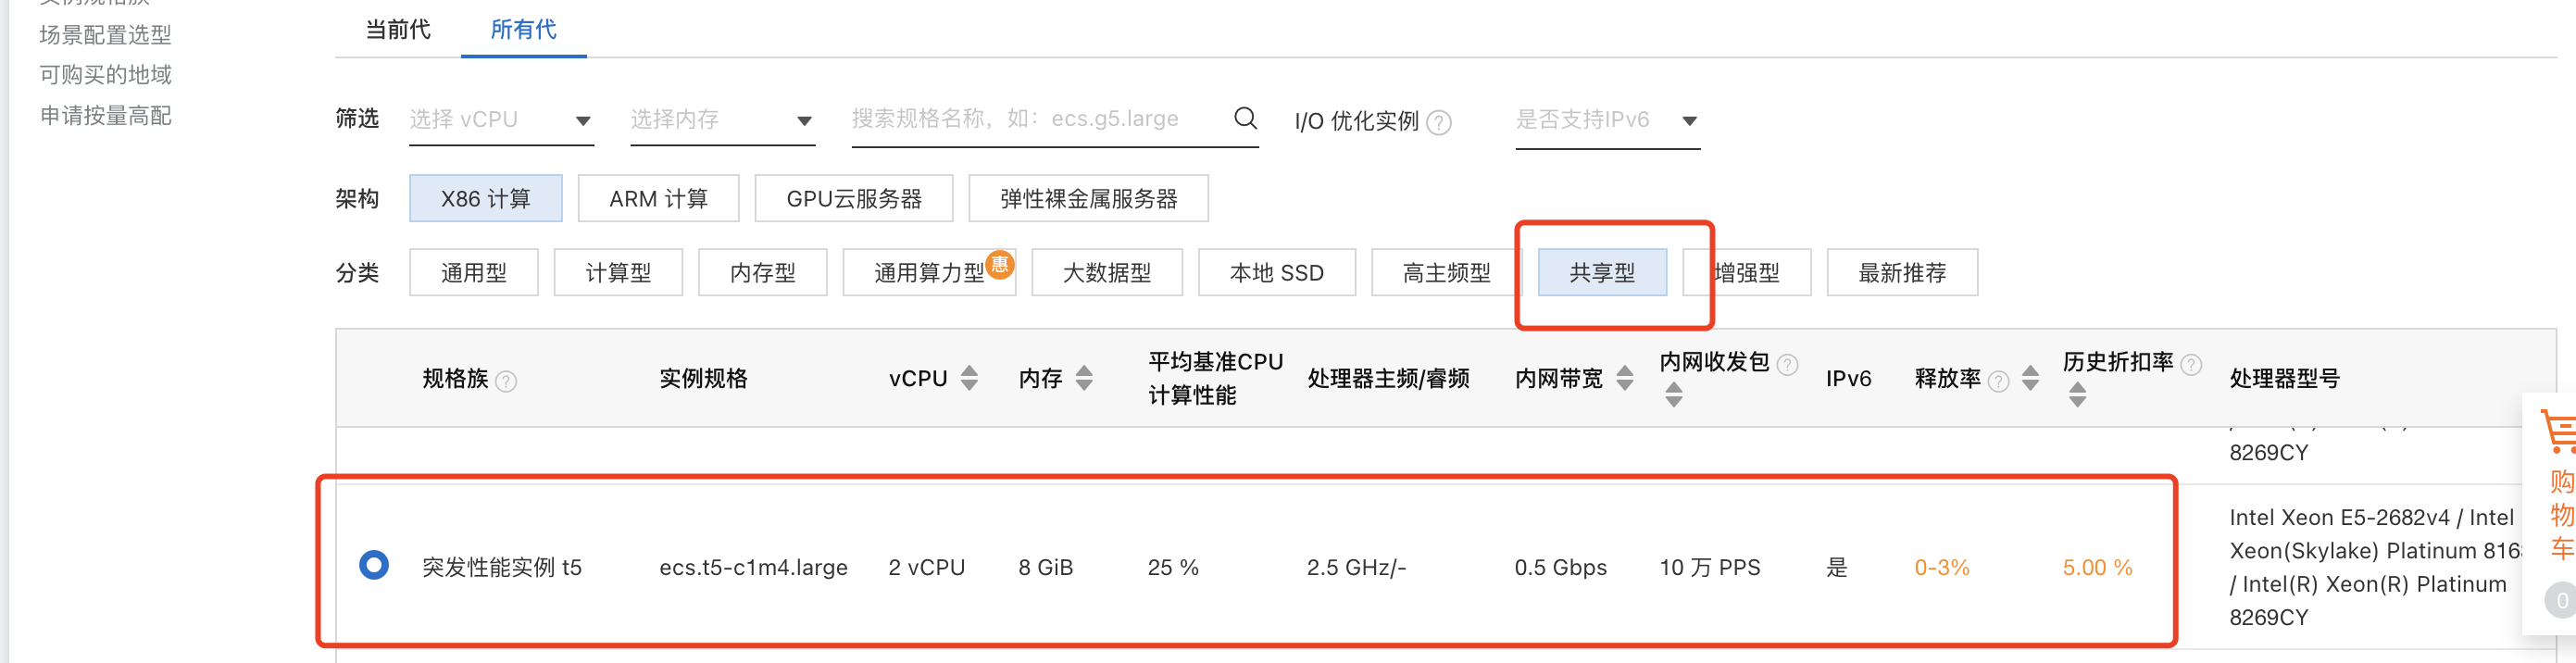 场景配置选型
可购买的地域
申请按量高配
当前代 所有代
筛选 选择 vCPU 选择内存 搜索规格名称，如：ecs.g5.large I/O 优化实例 ? 是否支持IPv6
架构 X86 计算 ARM 计算 GPU云服务器 弹性裸金属服务器
分类 通用型 计算型 内存型 通用算力型 惠 大数据型 本地 SSD 高主频型 共享型 增强型 最新推荐
规格族 ? 实例规格 vCPU 内存 平均基准CPU
计算性能 处理器主频/睿频 内网带宽 内网收发包 ? IPv6 释放率 ? 历史折扣率 ? 处理器型号
8269CY
突发性能实例 t5 ecs.t5-c1m4.large 2 vCPU 8 GiB 25 % 2.5 GHz/- 0.5 Gbps 10 万 PPS 是 0-3% 5.00 %
Intel Xeon E5-2682v4 / Intel
Xeon(Skylake) Platinum 816
/ Intel(R) Xeon(R) Platinum
8269CY
购
物
车
0